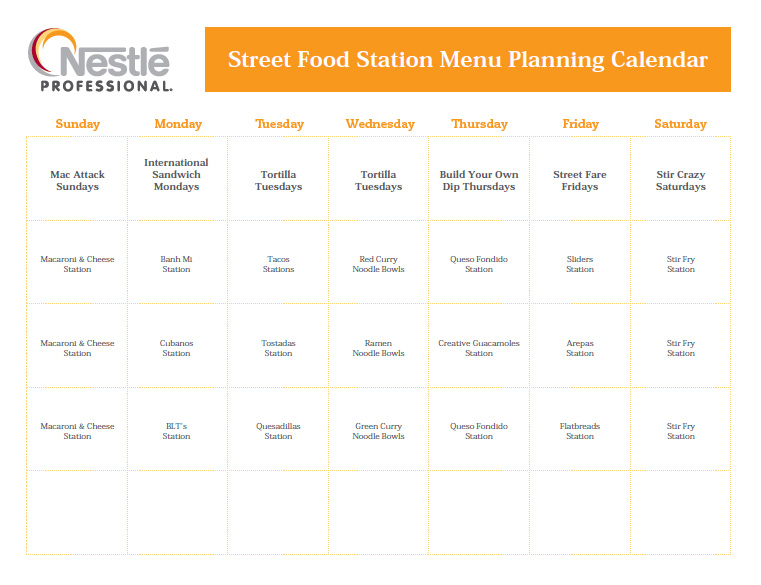 Nestlé
PROFESSIONAL.
Street Food Station Menu Planning Calendar
Sunday Monday Tuesday Wednesday Thursday Friday Saturday
Mac Attack
Sundays
International
Sandwich
Mondays
Tortilla
Tuesdays
Tortilla
Tuesdays
Build Your Own
Dip Thursdays
Street Fare
Fridays
Stir Crazy
Saturdays
Macaroni & Cheese
Station
Banh Mi
Station
Tacos
Stations
Red Curry
Noodle Bowls
Queso Fondido
Station
Sliders
Station
Stir Fry
Station
Macaroni & Cheese
Station
Cubanos
Station
Tostadas
Station
Ramen
Noodle Bowls
Creative Guacamoles
Station
Arepas
Station
Stir Fry
Station
Macaroni & Cheese
Station
BLT's
Station
Quesadillas
Station
Green Curry
Noodle Bowls
Queso Fondido
Station
Flatbreads
Station
Stir Fry
Station